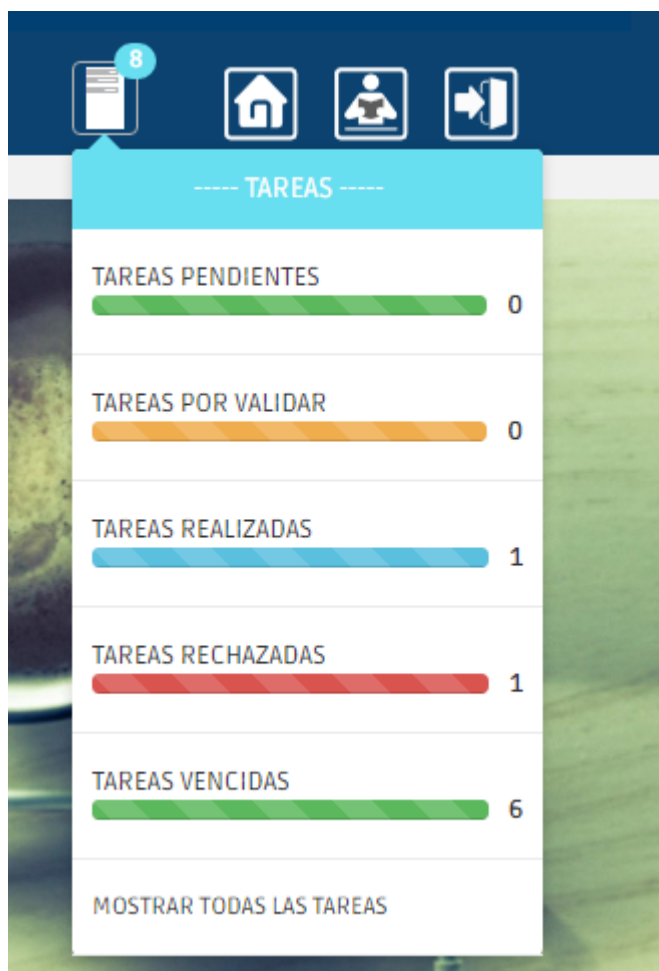 8
----- TAREAS -----
TAREAS PENDIENTES
0
TAREAS POR VALIDAR
0
TAREAS REALIZADAS
1
TAREAS RECHAZADAS
1
TAREAS VENCIDAS
6
MOSTRAR TODAS LAS TAREAS